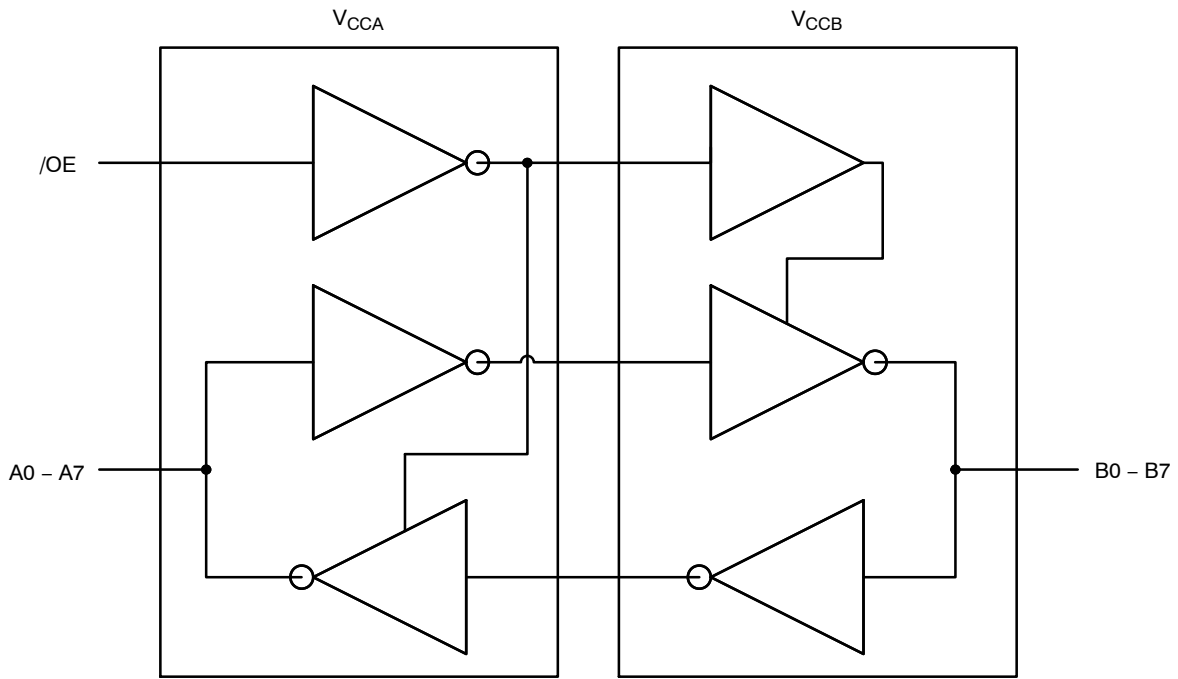 VCCA
VCCB
/OE
A0 – A7
B0 – B7